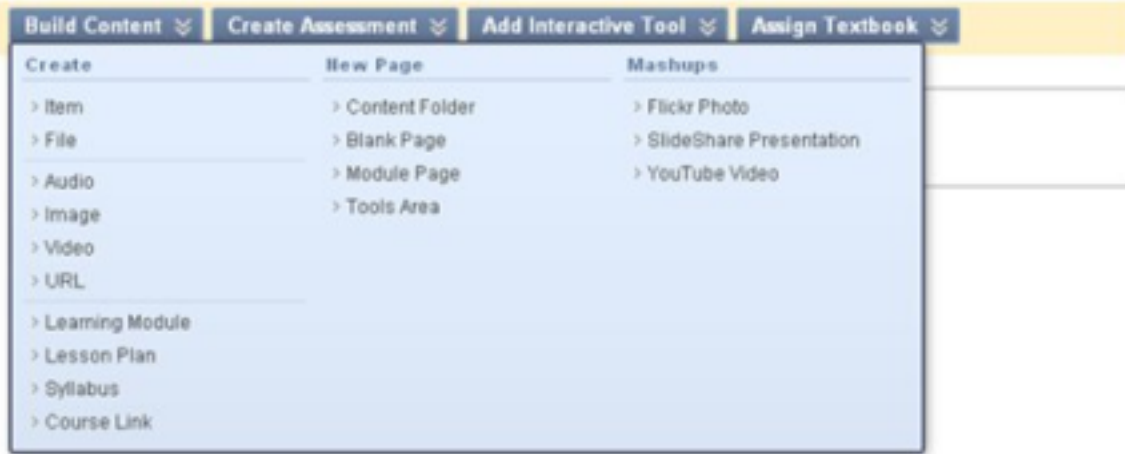 Build Content Create Assessment Add Interactive Tool Assign Textbook
Create
> Item
> File
> Audio
> Image
> Video
> URL
> Learning Module
> Lesson Plan
> Syllabus
> Course Link
New Page
> Content Folder
> Blank Page
> Module Page
> Tools Area
Mashups
> Flickr Photo
> SlideShare Presentation
> YouTube Video